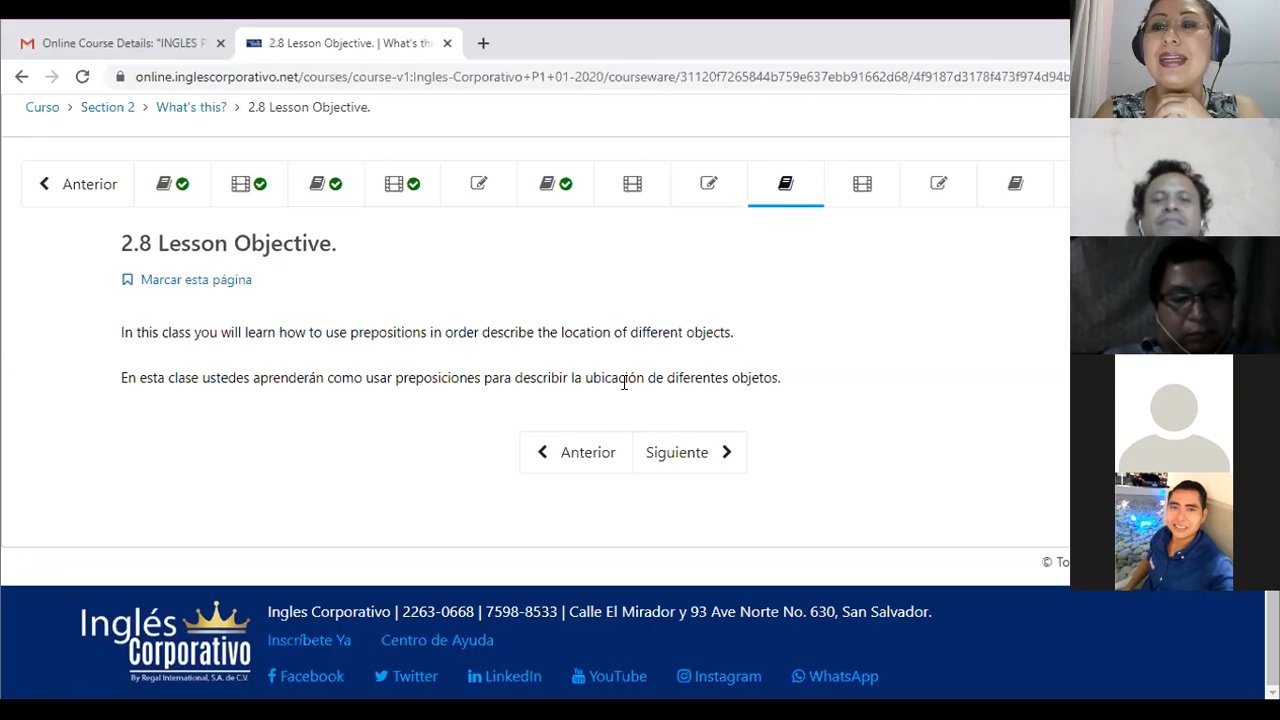 Online Course Details: "INGLES P
2.8 Lesson Objective. | What's th
online.inglescorporativo.net/courses/course-v1:Ingles-Corporativo+P1+01-2020/courseware/31120f7265844b759e637ebb91662d68/4f9187d3178f473f974d94b
Curso > Section 2 > What's this? > 2.8 Lesson Objective.
Anterior
2.8 Lesson Objective.
Marcar esta página
In this class you will learn how to use prepositions in order describe the location of different objects.
En esta clase ustedes aprenderán como usar preposiciones para describir la ubicación de diferentes objetos.
Anterior Siguiente
© To
Inglés Corporativo
By Regal International, S.A. de C.V.
Ingles Corporativo | 2263-0668 | 7598-8533 | Calle El Mirador y 93 Ave Norte No. 630, San Salvador.
Inscríbete Ya Centro de Ayuda
Facebook Twitter LinkedIn YouTube Instagram WhatsApp